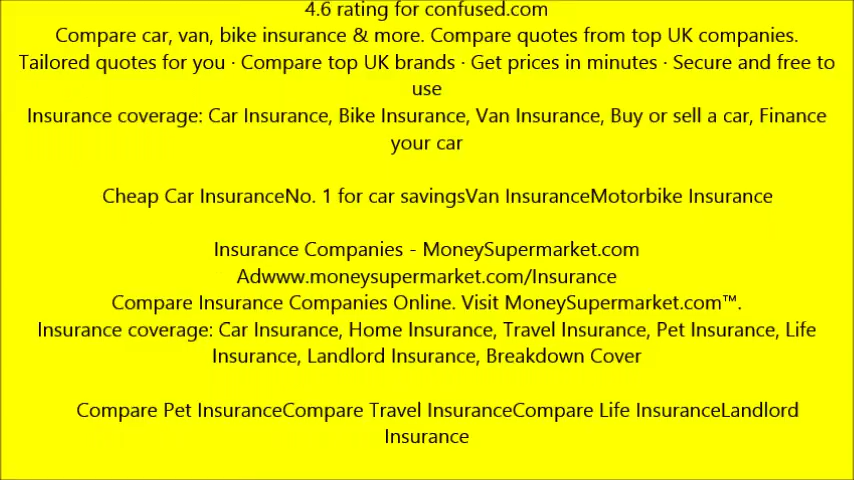 4.6 rating for confused.com
Compare car, van, bike insurance & more. Compare quotes from top UK companies.
Tailored quotes for you · Compare top UK brands · Get prices in minutes · Secure and free to
use
Insurance coverage: Car Insurance, Bike Insurance, Van Insurance, Buy or sell a car, Finance
your car
Cheap Car InsuranceNo. 1 for car savingsVan InsuranceMotorbike Insurance
Insurance Companies - MoneySupermarket.com
Adwww.moneysupermarket.com/Insurance
Compare Insurance Companies Online. Visit MoneySupermarket.com™.
Insurance coverage: Car Insurance, Home Insurance, Travel Insurance, Pet Insurance, Life
Insurance, Landlord Insurance, Breakdown Cover
Compare Pet InsuranceCompare Travel InsuranceCompare Life InsuranceLandlord
Insurance